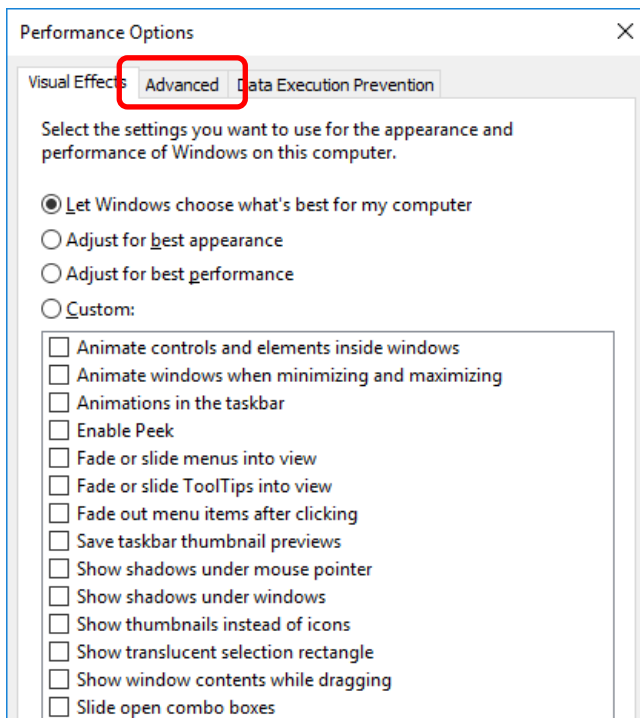 Performance Options
Visual Effects Advanced Data Execution Prevention
Select the settings you want to use for the appearance and
performance of Windows on this computer.
Let Windows choose what's best for my computer
Adjust for best appearance
Adjust for best performance
Custom:
Animate controls and elements inside windows
Animate windows when minimizing and maximizing
Animations in the taskbar
Enable Peek
Fade or slide menus into view
Fade or slide ToolTips into view
Fade out menu items after clicking
Save taskbar thumbnail previews
Show shadows under mouse pointer
Show shadows under windows
Show thumbnails instead of icons
Show translucent selection rectangle
Show window contents while dragging
Slide open combo boxes